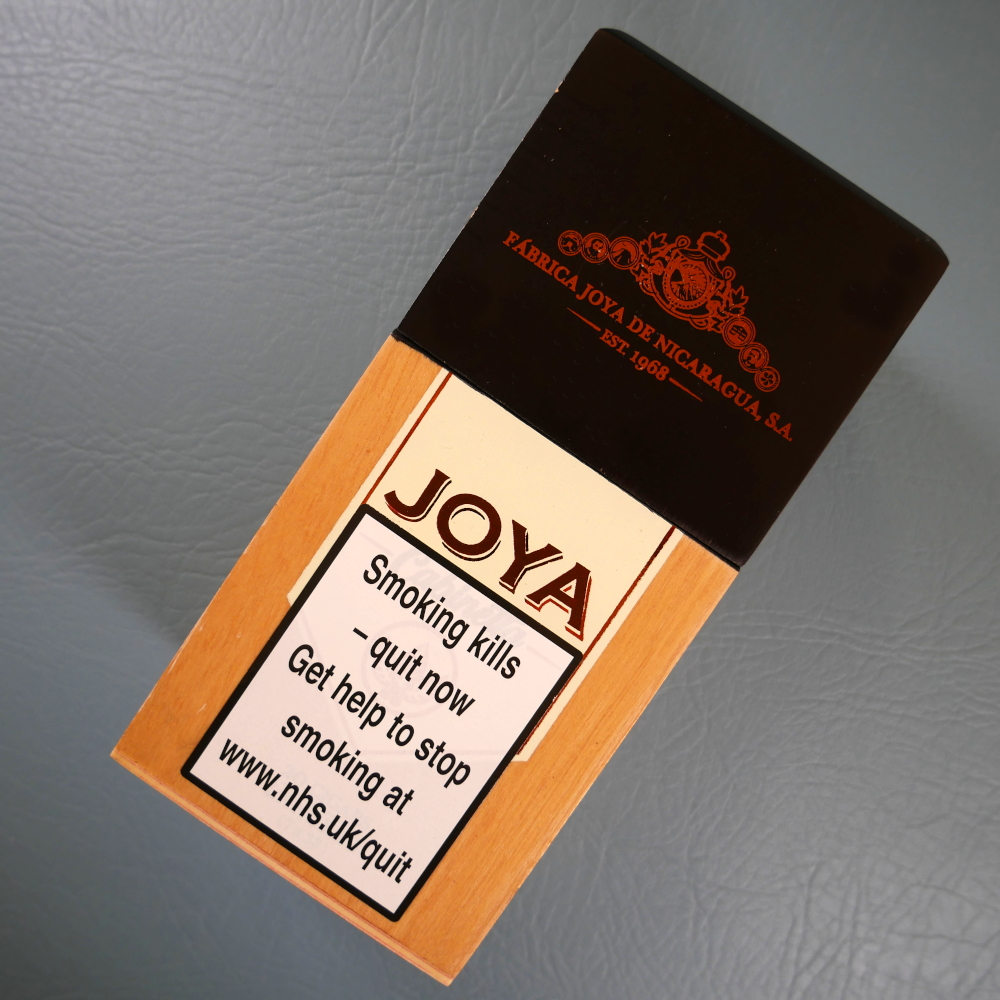 FÁBRICA JOYA DE NICARAGUA, S.A.
EST. 1968
JOYA
Smoking kills
– quit now
Get help to stop
smoking at
www.nhs.uk/quit